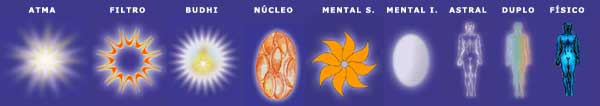 ATMA FILTRO BUDHI NÚCLEO MENTAL S. MENTAL I. ASTRAL DUPLO FÍSICO